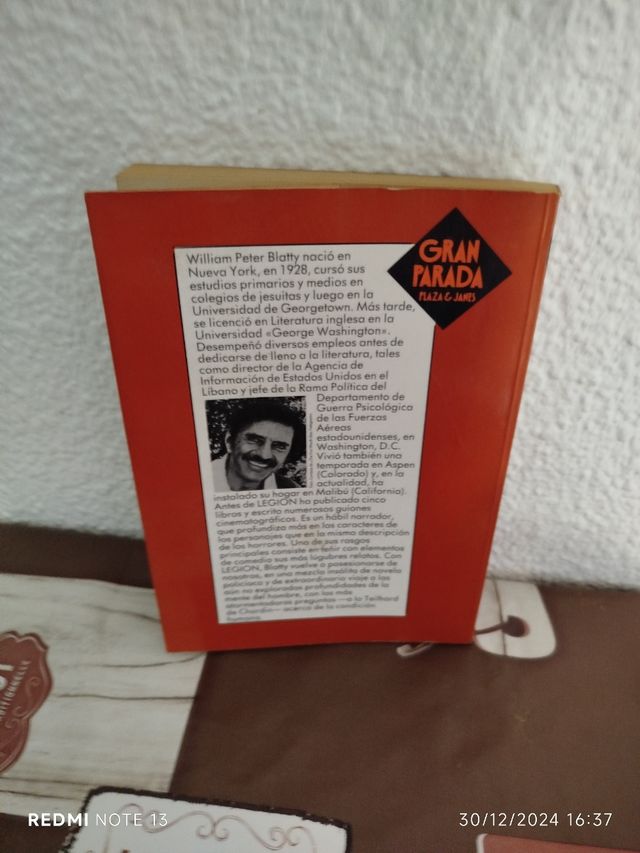 GRAN
PARADA
PLAZA & JANES
William Peter Blatty nació en
Nueva York, en 1928, cursó sus
estudios primarios y medios en
colegios de jesuitas y luego en la
Universidad de Georgetown. Más tarde,
se licenció en Literatura inglesa en la
Universidad «George Washington».
Desempeñó diversos empleos antes de
dedicarse de lleno a la literatura, tales
como director de la Agencia de
Información de Estados Unidos en el
Líbano y jefe de la Rama Política del
Departamento de
Guerra Psicológica
de las Fuerzas
Aéreas
estadounidenses, en
Washington, D.C.
Vivió también una
temporada en Aspen
(Colorado) y, en la
actualidad, ha
instalado su hogar en Malibú (California).
Antes de LEGION ha publicado cinco
libros y escrito numerosos guiones
cinematográficos. Es un hábil narrador,
que profundiza más en los caracteres de
los personajes que en la misma descripción
de los horrores. Uno de sus rasgos
principales consiste en teñir con elementos
de comedia sus más lúgubres relatos. Con
LEGION, Blatty vuelve a posesionarse de
nosotros, en una mezcla insólita de novela
policíaca y de extraordinario viaje a las
aún no exploradas profundidades de la
mente del hombre, con las más
atormentadoras preguntas —a lo Teilhard
de Chardin— acerca de la condición
humana.
REDMI NOTE 13
30/12/2024 16:37